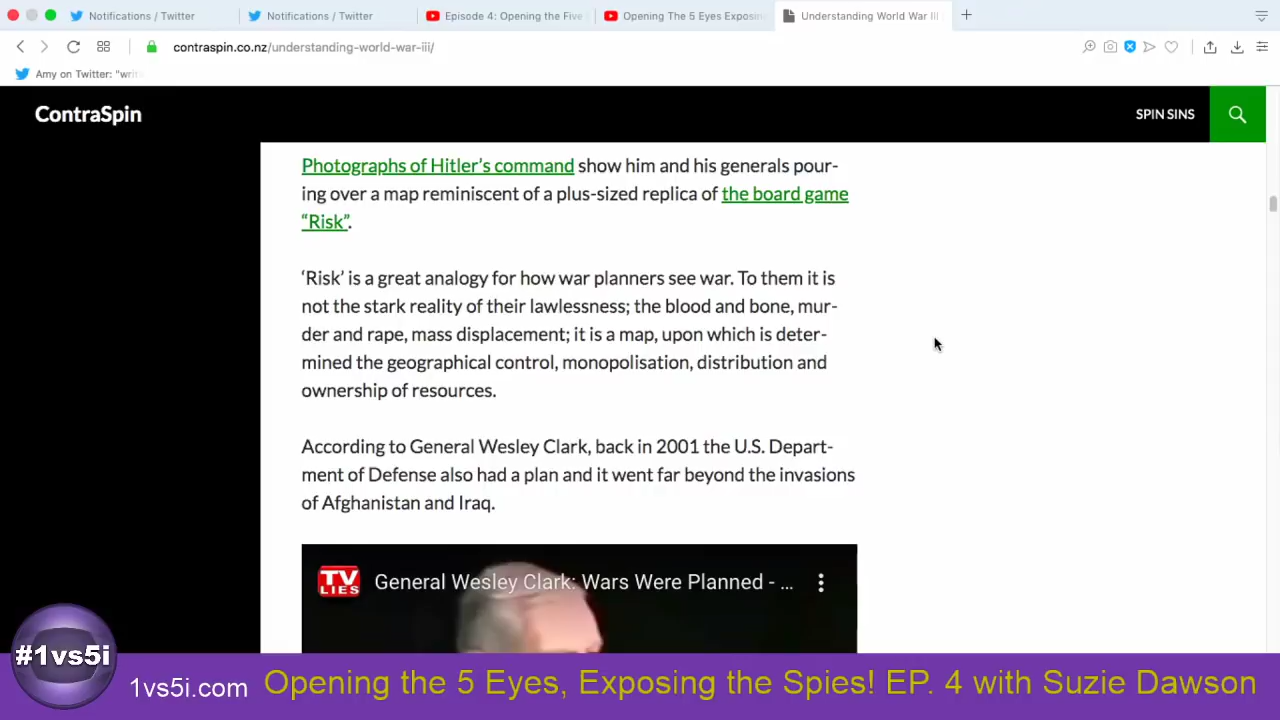 Notifications / Twitter
Notifications / Twitter
Episode 4: Opening the Five
Opening The 5 Eyes Exposin
Understanding World War III
contraspin.co.nz/understanding-world-war-iii/
Amy on Twitter: "writ
ContraSpin
SPIN SINS
Photographs of Hitler's command show him and his generals pour-
ing over a map reminiscent of a plus-sized replica of the board game
“Risk”.
‘Risk’ is a great analogy for how war planners see war. To them it is
not the stark reality of their lawlessness; the blood and bone, mur-
der and rape, mass displacement; it is a map, upon which is deter-
mined the geographical control, monopolisation, distribution and
ownership of resources.
According to General Wesley Clark, back in 2001 the U.S. Depart-
ment of Defense also had a plan and it went far beyond the invasions
of Afghanistan and Iraq.
TV
LIES
General Wesley Clark: Wars Were Planned - ...
#1vs5i
1vs5i.com
Opening the 5 Eyes, Exposing the Spies! EP. 4 with Suzie Dawson